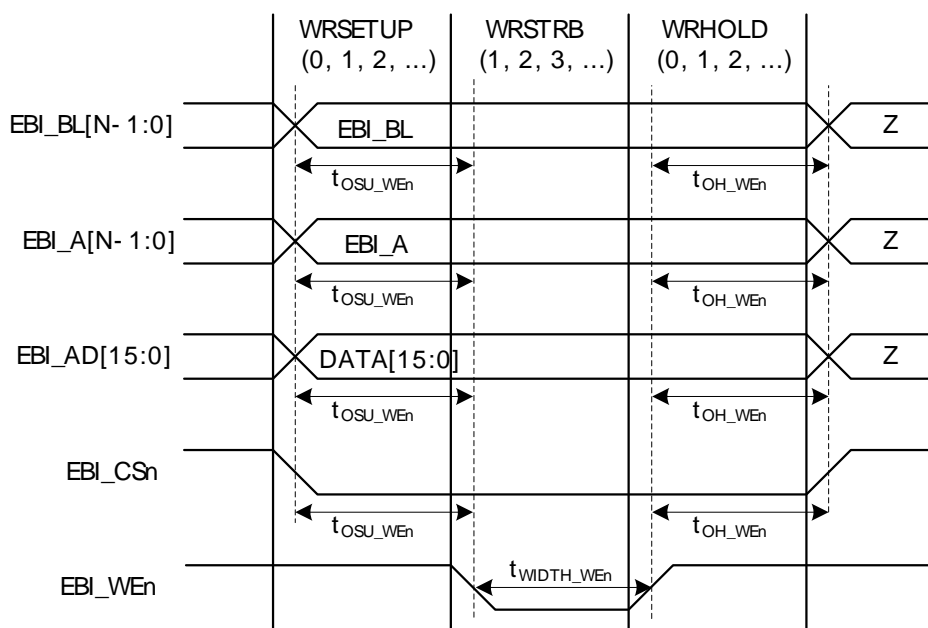 WRSETUP WRSTRB WRHOLD
(0, 1, 2, ...) (1, 2, 3, ...) (0, 1, 2, ...)
EBI_BL[N-1:0] EBI_BL Z
tOSU_WEn tOH_WEn
EBI_A[N-1:0] EBI_A Z
tOSU_WEn tOH_WEn
EBI_AD[15:0] DATA[15:0] Z
tOSU_WEn tOH_WEn
EBI_CSn
tOSU_WEn tOH_WEn
EBI_WEn tWIDTH_WEn